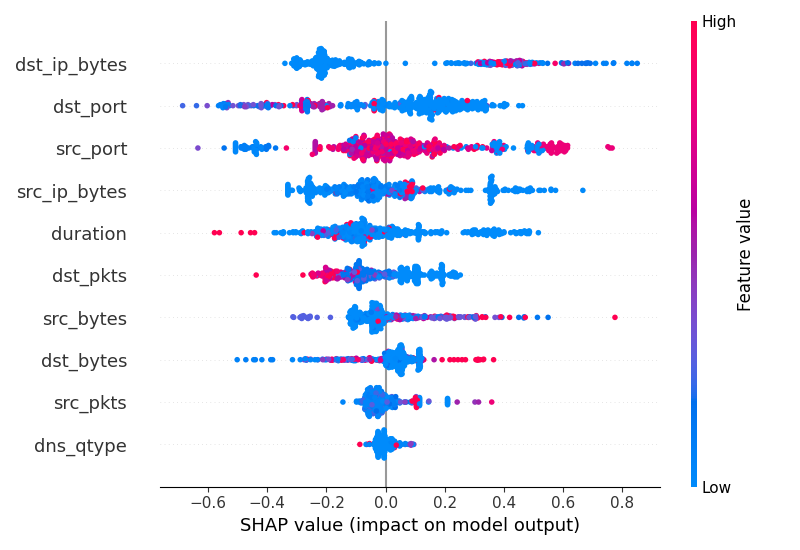 High
dst_ip_bytes
dst_port
src_port
src_ip_bytes
duration
dst_pkts
src_bytes
dst_bytes
src_pkts
dns_qtype
Feature value
Low
−0.6 −0.4 −0.2 0.0 0.2 0.4 0.6 0.8
SHAP value (impact on model output)